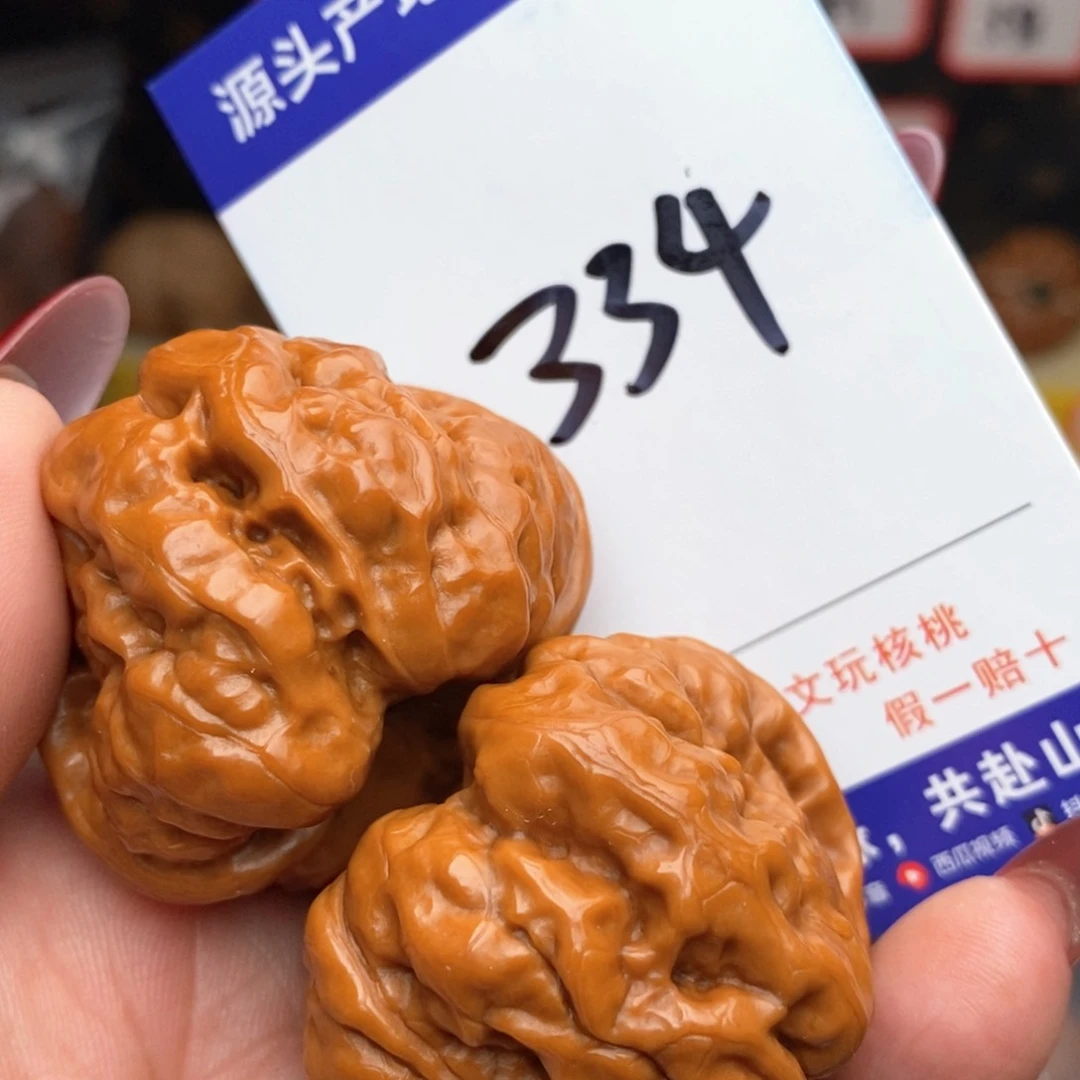 源头产地
334
文玩核桃
假一赔十
，共赴山
西瓜视频